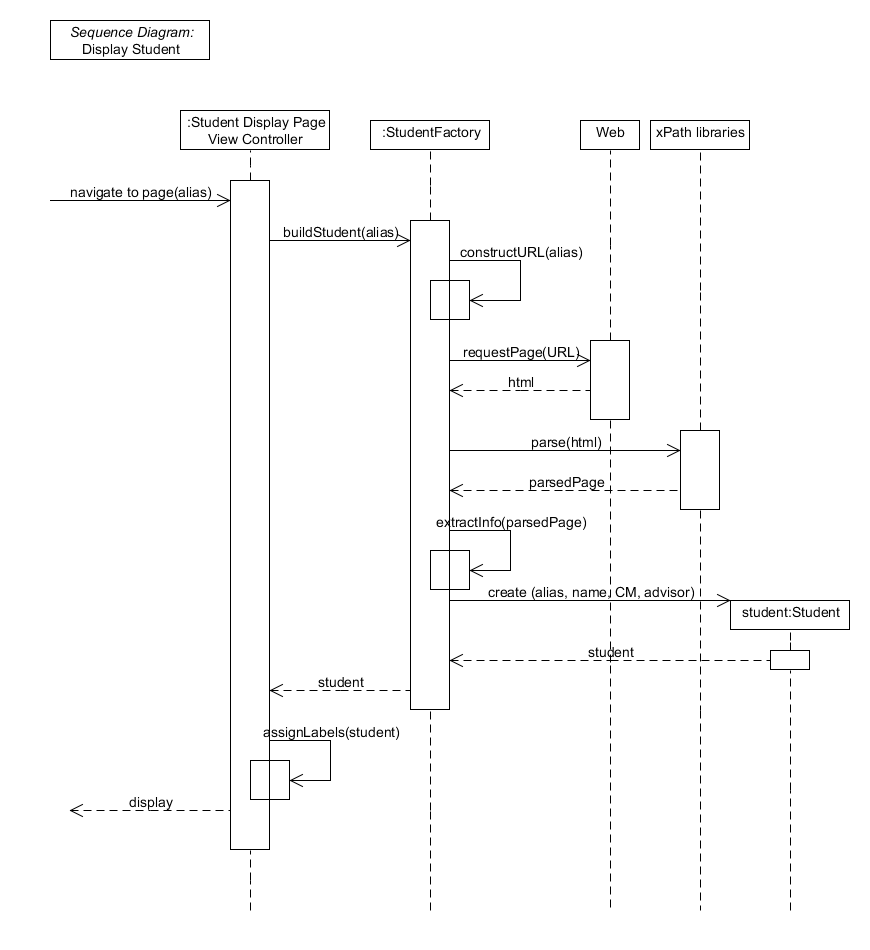 Sequence Diagram:
Display Student
:Student Display Page
View Controller
:StudentFactory
Web
xPath libraries
navigate to page(alias)
buildStudent(alias)
constructURL(alias)
requestPage(URL)
html
parse(html)
parsedPage
extractInfo(parsedPage)
create (alias, name, CM, advisor)
student:Student
student
student
assignLabels(student)
display